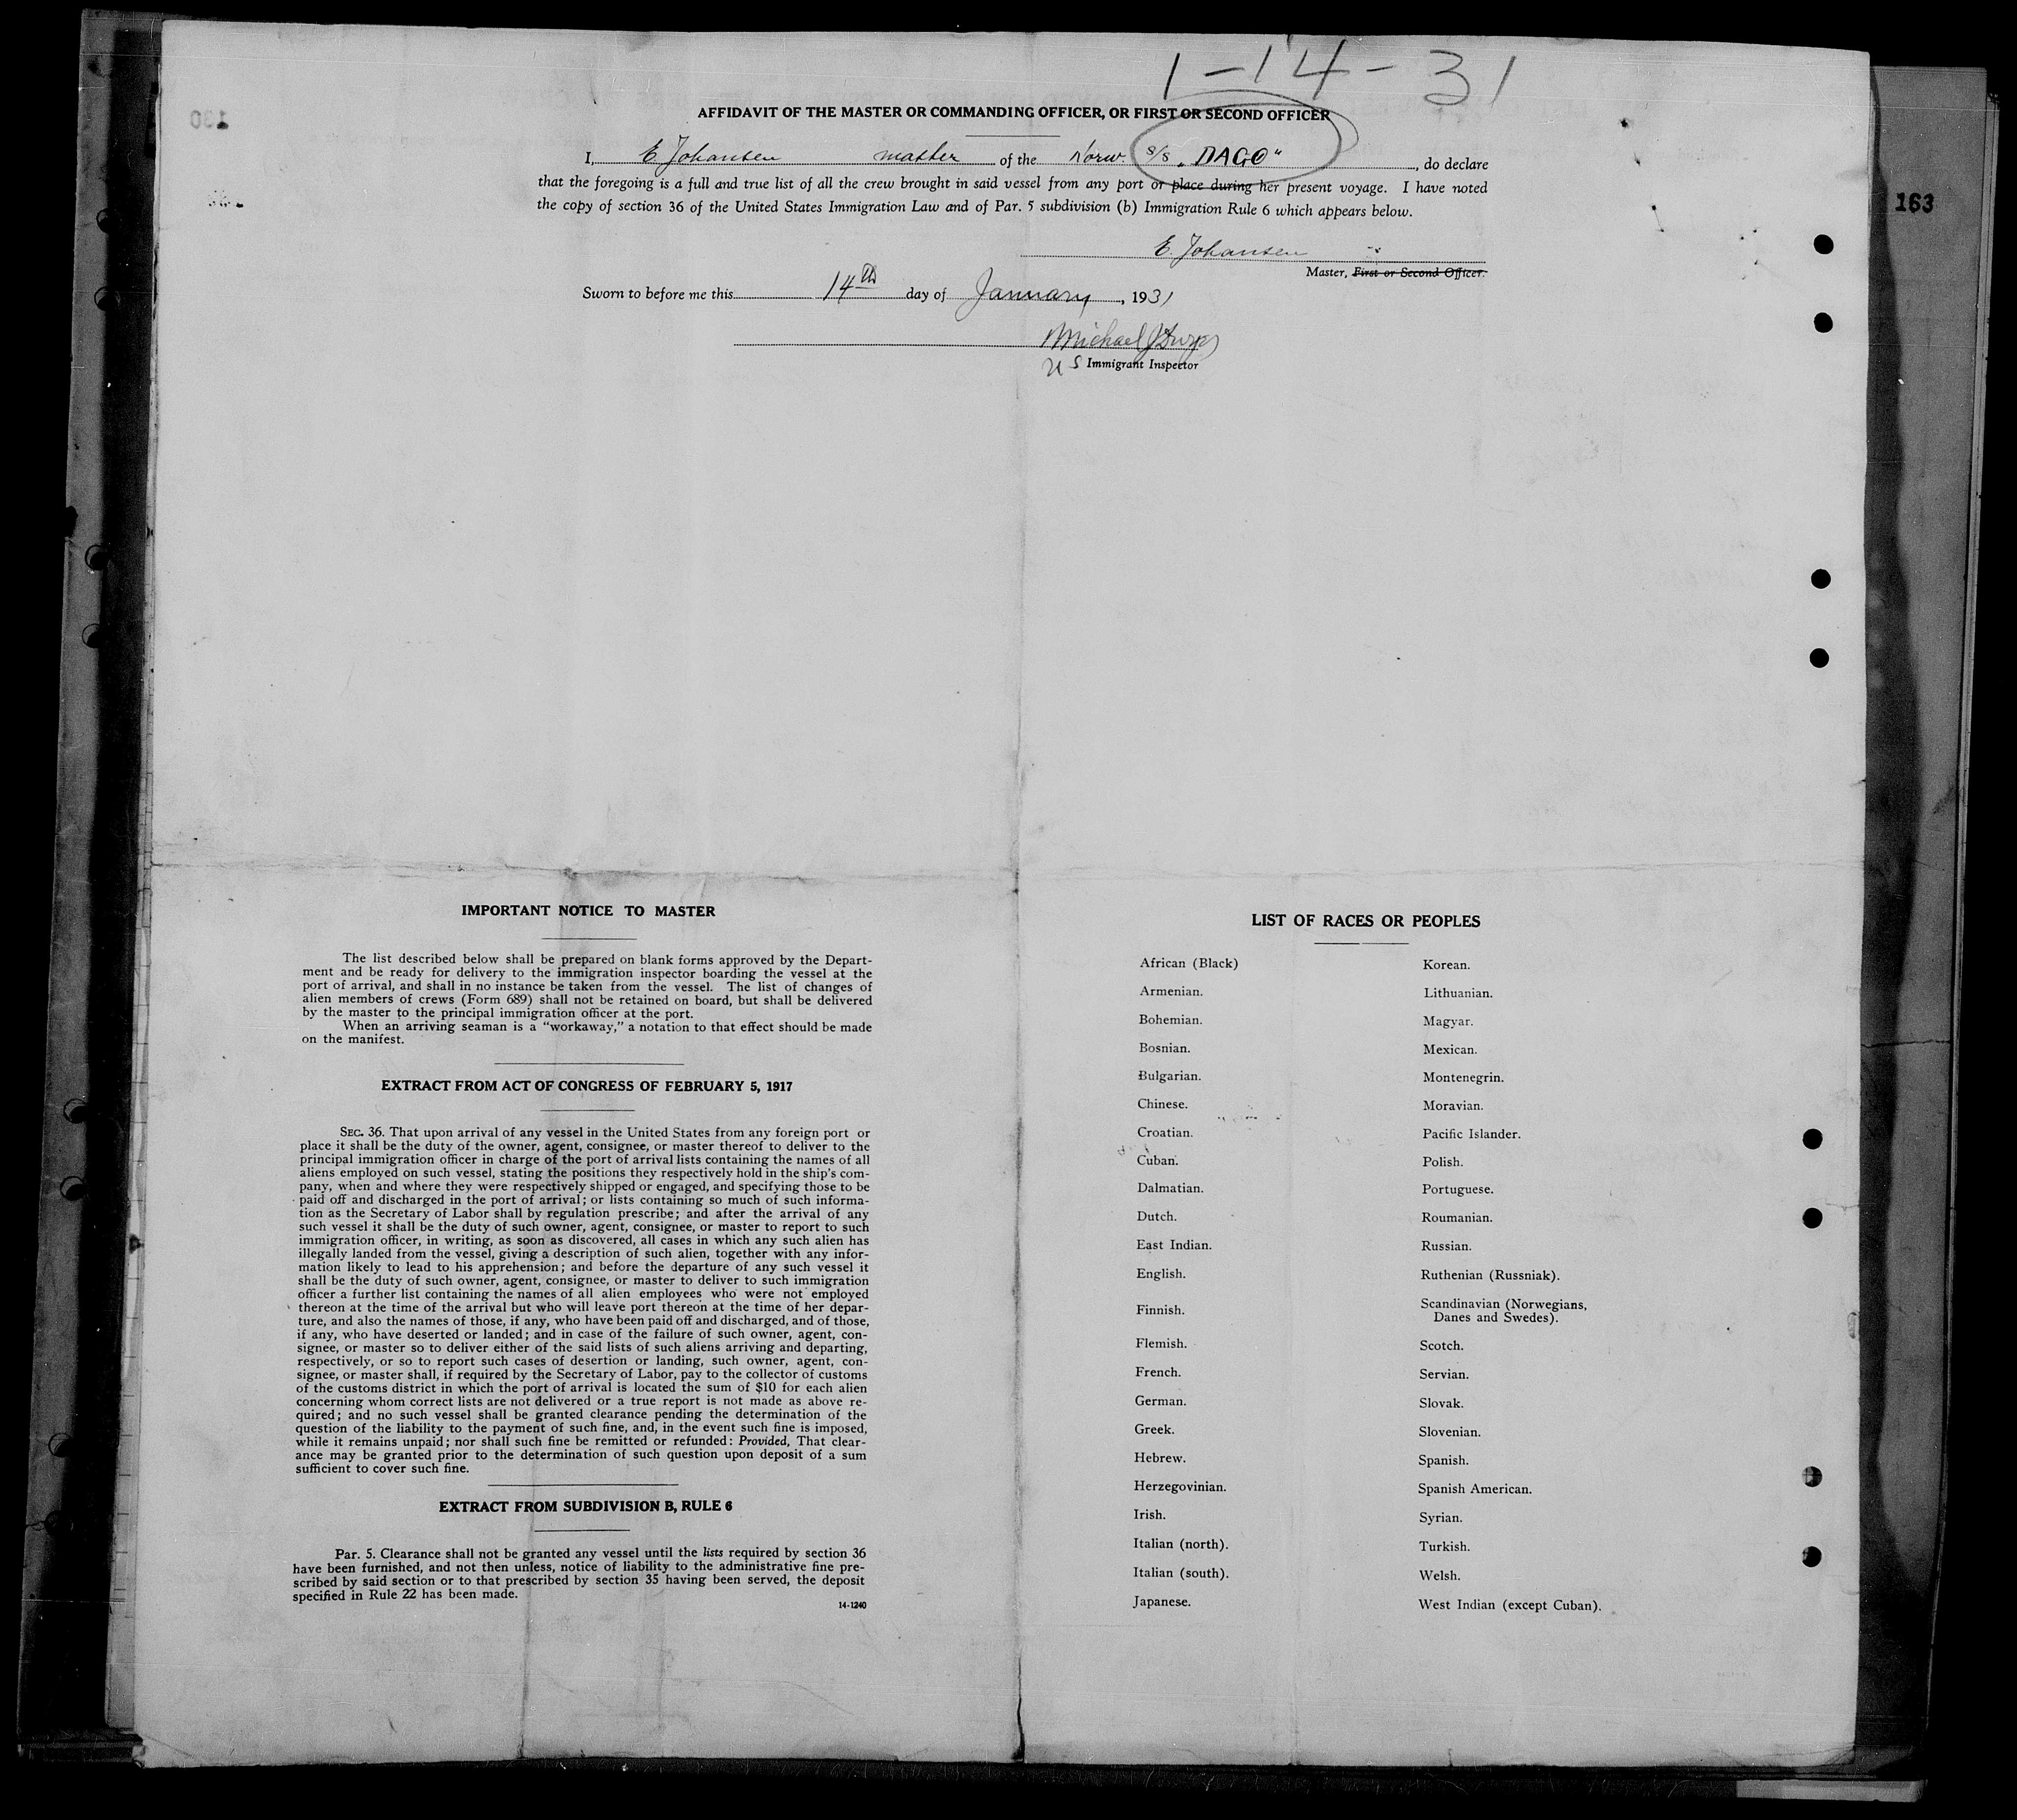 1-14-31
130
163
AFFIDAVIT OF THE MASTER OR COMMANDING OFFICER, OR FIRST OR SECOND OFFICER
I, E. Johansen master of the Norw. s/s „DAGO“, do declare
that the foregoing is a full and true list of all the crew brought in said vessel from any port or place during her present voyage. I have noted
the copy of section 36 of the United States Immigration Law and of Par. 5 subdivision (b) Immigration Rule 6 which appears below.
E. Johansen
Master, First or Second Officer.
Sworn to before me this 14th day of January, 1931
Michael J
U S Immigrant Inspector
IMPORTANT NOTICE TO MASTER
The list described below shall be prepared on blank forms approved by the Depart-
ment and be ready for delivery to the immigration inspector boarding the vessel at the
port of arrival, and shall in no instance be taken from the vessel. The list of changes of
alien members of crews (Form 689) shall not be retained on board, but shall be delivered
by the master to the principal immigration officer at the port.
When an arriving seaman is a “workaway,” a notation to that effect should be made
on the manifest.
EXTRACT FROM ACT OF CONGRESS OF FEBRUARY 5, 1917
SEC. 36. That upon arrival of any vessel in the United States from any foreign port or
place it shall be the duty of the owner, agent, consignee, or master thereof to deliver to the
principal immigration officer in charge of the port of arrival lists containing the names of all
aliens employed on such vessel, stating the positions they respectively hold in the ship's com-
pany, when and where they were respectively shipped or engaged, and specifying those to be
paid off and discharged in the port of arrival; or lists containing so much of such informa-
tion as the Secretary of Labor shall by regulation prescribe; and after the arrival of any
such vessel it shall be the duty of such owner, agent, consignee, or master to report to such
immigration officer, in writing, as soon as discovered, all cases in which any such alien has
illegally landed from the vessel, giving a description of such alien, together with any infor-
mation likely to lead to his apprehension; and before the departure of any such vessel it
shall be the duty of such owner, agent, consignee, or master to deliver to such immigration
officer a further list containing the names of all alien employees who were not employed
thereon at the time of the arrival but who will leave port thereon at the time of her depar-
ture, and also the names of those, if any, who have been paid off and discharged, and of those,
if any, who have deserted or landed; and in case of the failure of such owner, agent, con-
signee, or master so to deliver either of the said lists of such aliens arriving and departing,
respectively, or so to report such cases of desertion or landing, such owner, agent, con-
signee, or master shall, if required by the Secretary of Labor, pay to the collector of customs
of the customs district in which the port of arrival is located the sum of $10 for each alien
concerning whom correct lists are not delivered or a true report is not made as above re-
quired; and no such vessel shall be granted clearance pending the determination of the
question of the liability to the payment of such fine, and, in the event such fine is imposed,
while it remains unpaid; nor shall such fine be remitted or refunded: Provided, That clear-
ance may be granted prior to the determination of such question upon deposit of a sum
sufficient to cover such fine.
EXTRACT FROM SUBDIVISION B, RULE 6
Par. 5. Clearance shall not be granted any vessel until the lists required by section 36
have been furnished, and not then unless, notice of liability to the administrative fine pre-
scribed by said section or to that prescribed by section 35 having been served, the deposit
specified in Rule 22 has been made.
14-1240
LIST OF RACES OR PEOPLES
African (Black)
Armenian.
Bohemian.
Bosnian.
Bulgarian.
Chinese.
Croatian.
Cuban.
Dalmatian.
Dutch.
East Indian.
English.
Finnish.
Flemish.
French.
German.
Greek.
Hebrew.
Herzegovinian.
Irish.
Italian (north).
Italian (south).
Japanese.
Korean.
Lithuanian.
Magyar.
Mexican.
Montenegrin.
Moravian.
Pacific Islander.
Polish.
Portuguese.
Roumanian.
Russian.
Ruthenian (Russniak).
Scandinavian (Norwegians,
Danes and Swedes).
Scotch.
Servian.
Slovak.
Slovenian.
Spanish.
Spanish American.
Syrian.
Turkish.
Welsh.
West Indian (except Cuban).